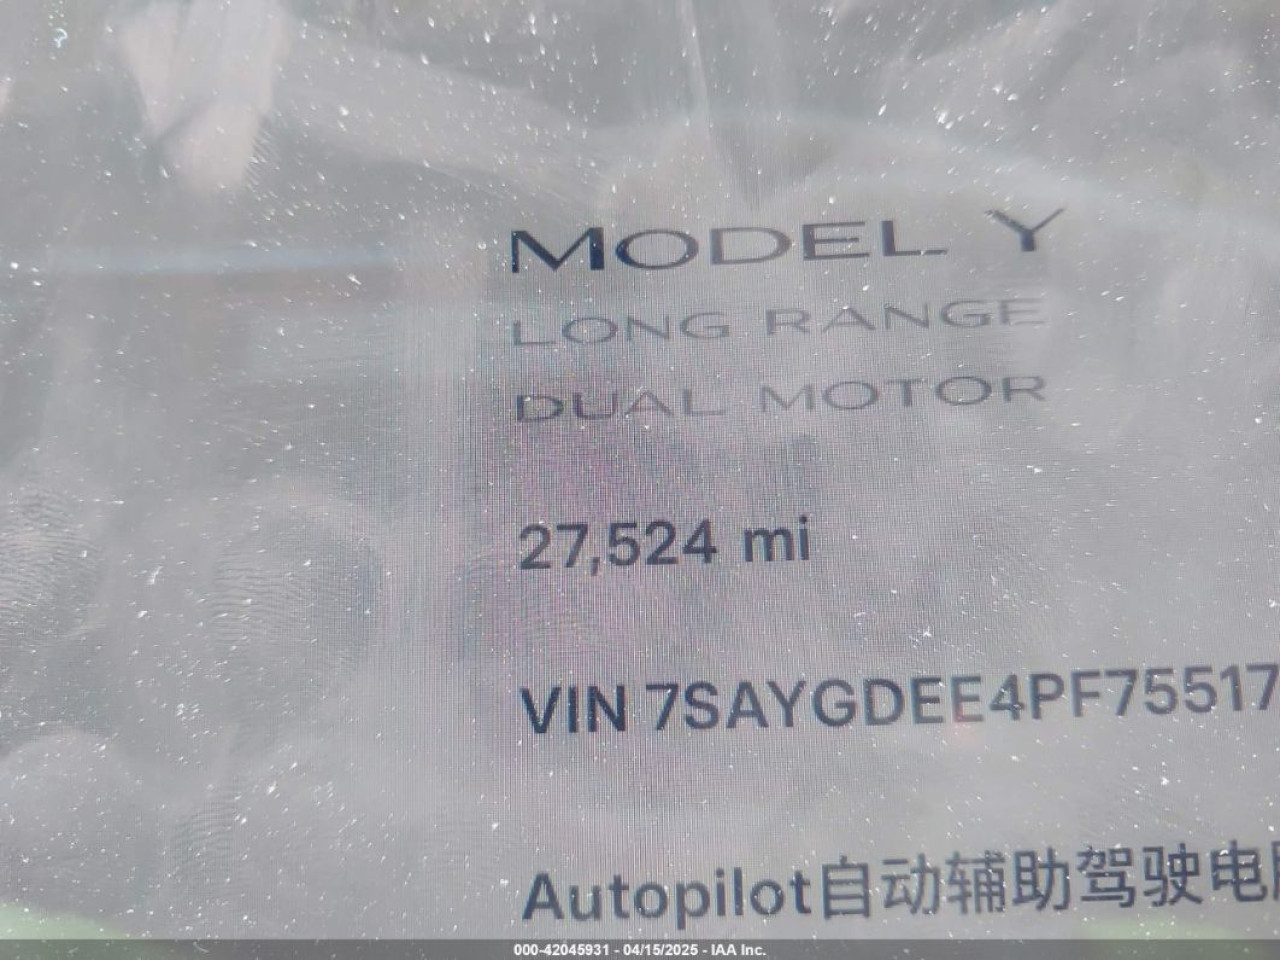 MODEL Y
LONG RANGE
DUAL MOTOR
27,524 mi
VIN 7SAYGDEE4PF75517
Autopilot自动辅助驾驶电
000-42045931 - 04/15/2025 - IAA Inc.